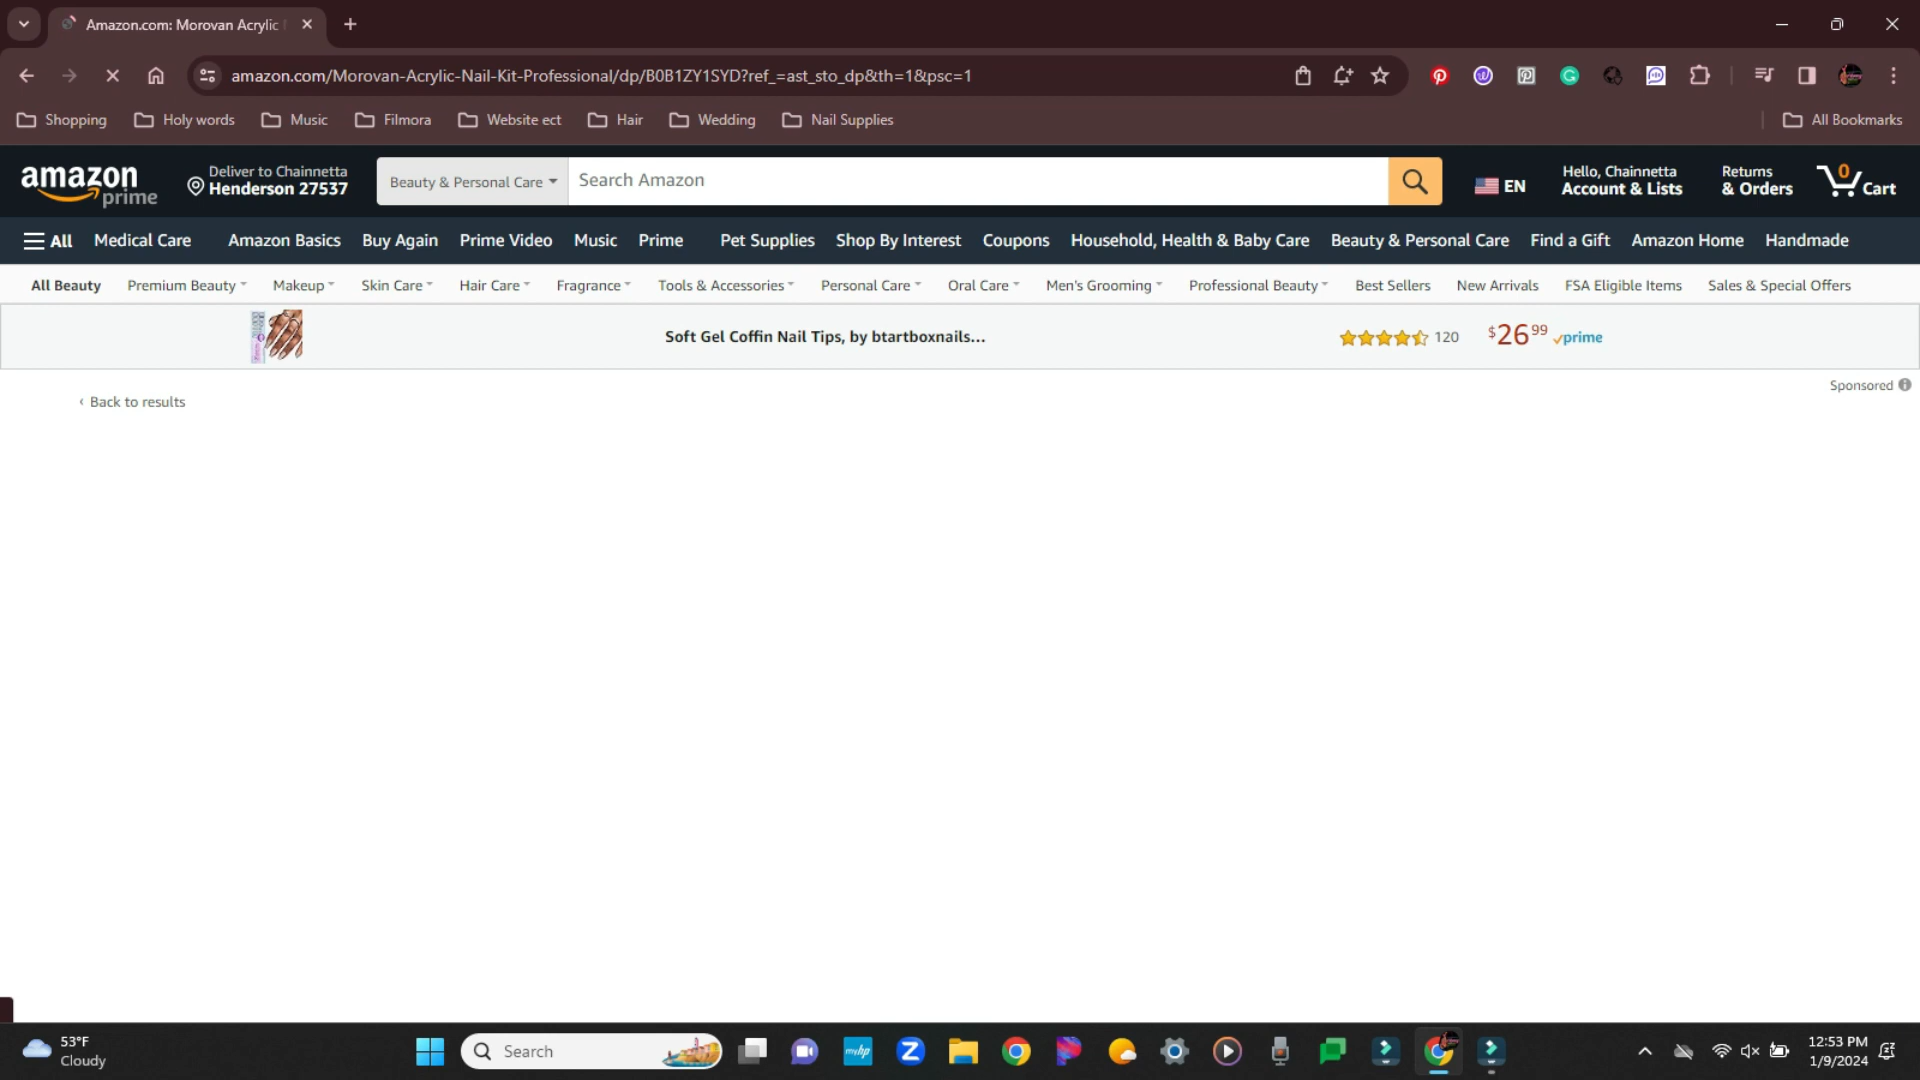 Amazon.com: Morovan Acrylic
amazon.com/Morovan-Acrylic-Nail-Kit-Professional/dp/B0B1ZY1SYD?ref_=ast_sto_dp&th=1&psc=1
Shopping Holy words Music Filmora Website ect Hair Wedding Nail Supplies All Bookmarks
amazon prime
Deliver to Chainnetta
Henderson 27537
Beauty & Personal Care
Search Amazon
EN
Hello, Chainnetta
Account & Lists
Returns
& Orders
0
Cart
All Medical Care Amazon Basics Buy Again Prime Video Music Prime Pet Supplies Shop By Interest Coupons Household, Health & Baby Care Beauty & Personal Care Find a Gift Amazon Home Handmade
All Beauty Premium Beauty Makeup Skin Care Hair Care Fragrance Tools & Accessories Personal Care Oral Care Men's Grooming Professional Beauty Best Sellers New Arrivals FSA Eligible Items Sales & Special Offers
Soft Gel Coffin Nail Tips, by btartboxnails... 120 $26.99 prime
Sponsored
‹ Back to results
53°F
Cloudy
Search
myhp
12:53 PM
1/9/2024